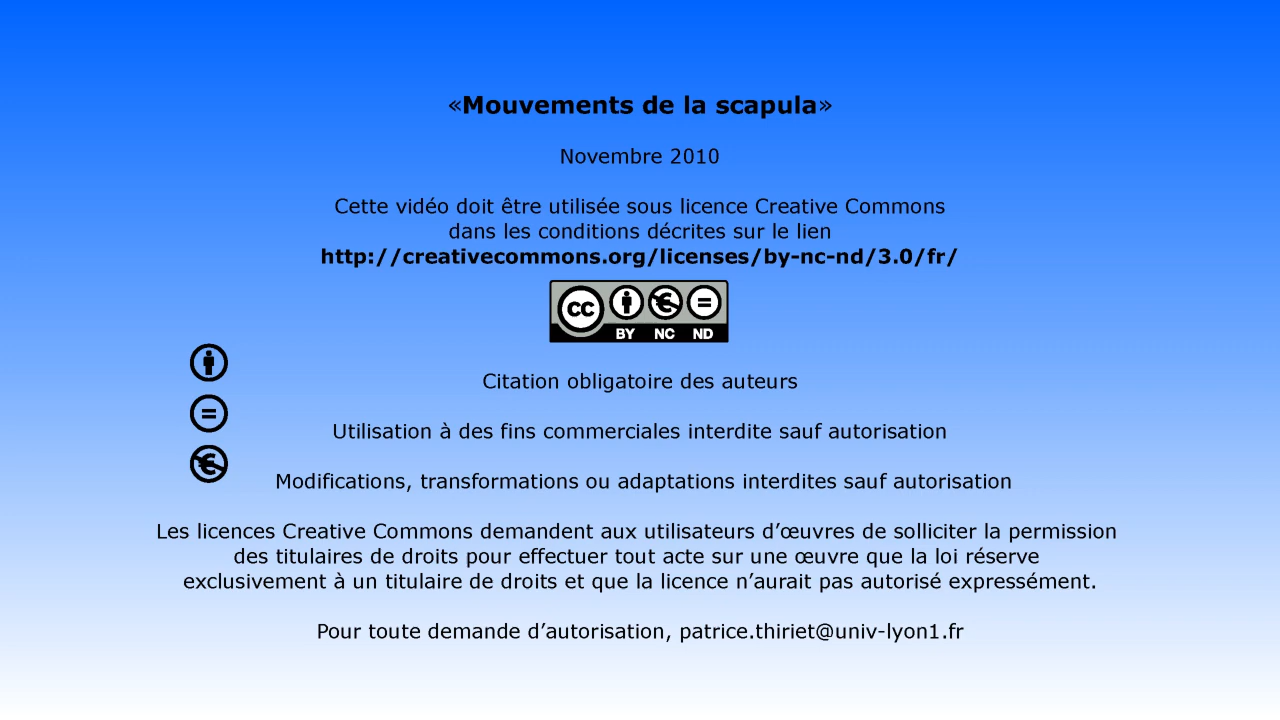 «Mouvements de la scapula»
Novembre 2010
Cette vidéo doit être utilisée sous licence Creative Commons
dans les conditions décrites sur le lien
http://creativecommons.org/licenses/by-nc-nd/3.0/fr/
cc BY NC ND
Citation obligatoire des auteurs
Utilisation à des fins commerciales interdite sauf autorisation
Modifications, transformations ou adaptations interdites sauf autorisation
Les licences Creative Commons demandent aux utilisateurs d’œuvres de solliciter la permission
des titulaires de droits pour effectuer tout acte sur une œuvre que la loi réserve
exclusivement à un titulaire de droits et que la licence n’aurait pas autorisé expressément.
Pour toute demande d’autorisation, patrice.thiriet@univ-lyon1.fr